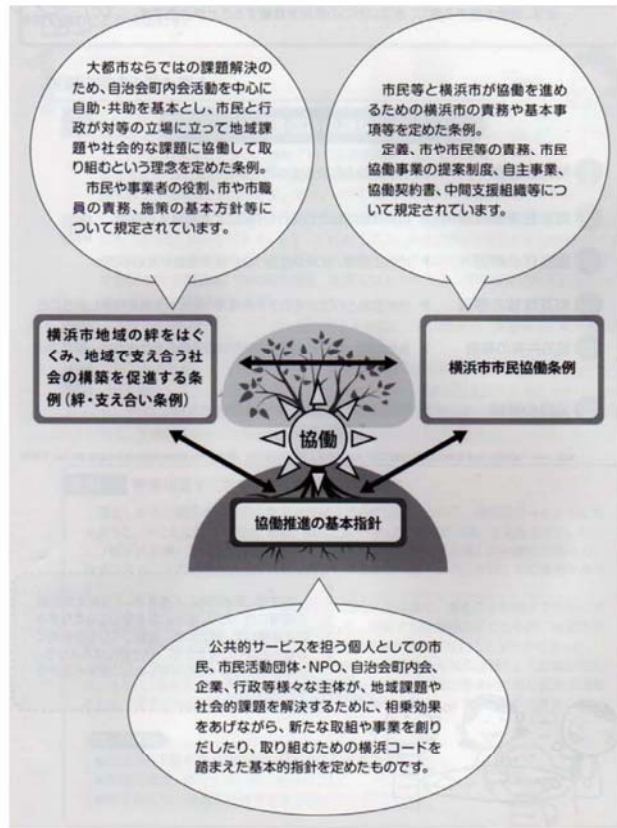 大都市ならではの課題解決の
ため、自治会町内会活動を中心に
自助・共助を基本とし、市民と行
政が対等の立場に立って地域課
題や社会的な課題に協働して取
り組むという理念を定めた条例。
市民や事業者の役割、市や市職
員の責務、施策の基本方針等に
ついて規定されています。
市民等と横浜市が協働を進め
るための横浜市の責務や基本事
項等を定めた条例。
定義、市や市民等の責務、市民
協働事業の提案制度、自主事業、
協働契約書、中間支援組織等につ
いて規定されています。
横浜市地域の絆をはぐ
くみ、地域で支え合う社
会の構築を促進する条
例(絆・支え合い条例)
横浜市市民協働条例
協働
協働推進の基本指針
公共的サービスを担う個人としての市
民、市民活動団体・NPO、自治会町内会、
企業、行政等様々な主体が、地域課題や
社会的課題を解決するために、相乗効果
をあげながら、新たな取組や事業を創り
だしたり、取り組むための横浜コードを
踏まえた基本的指針を定めたものです。